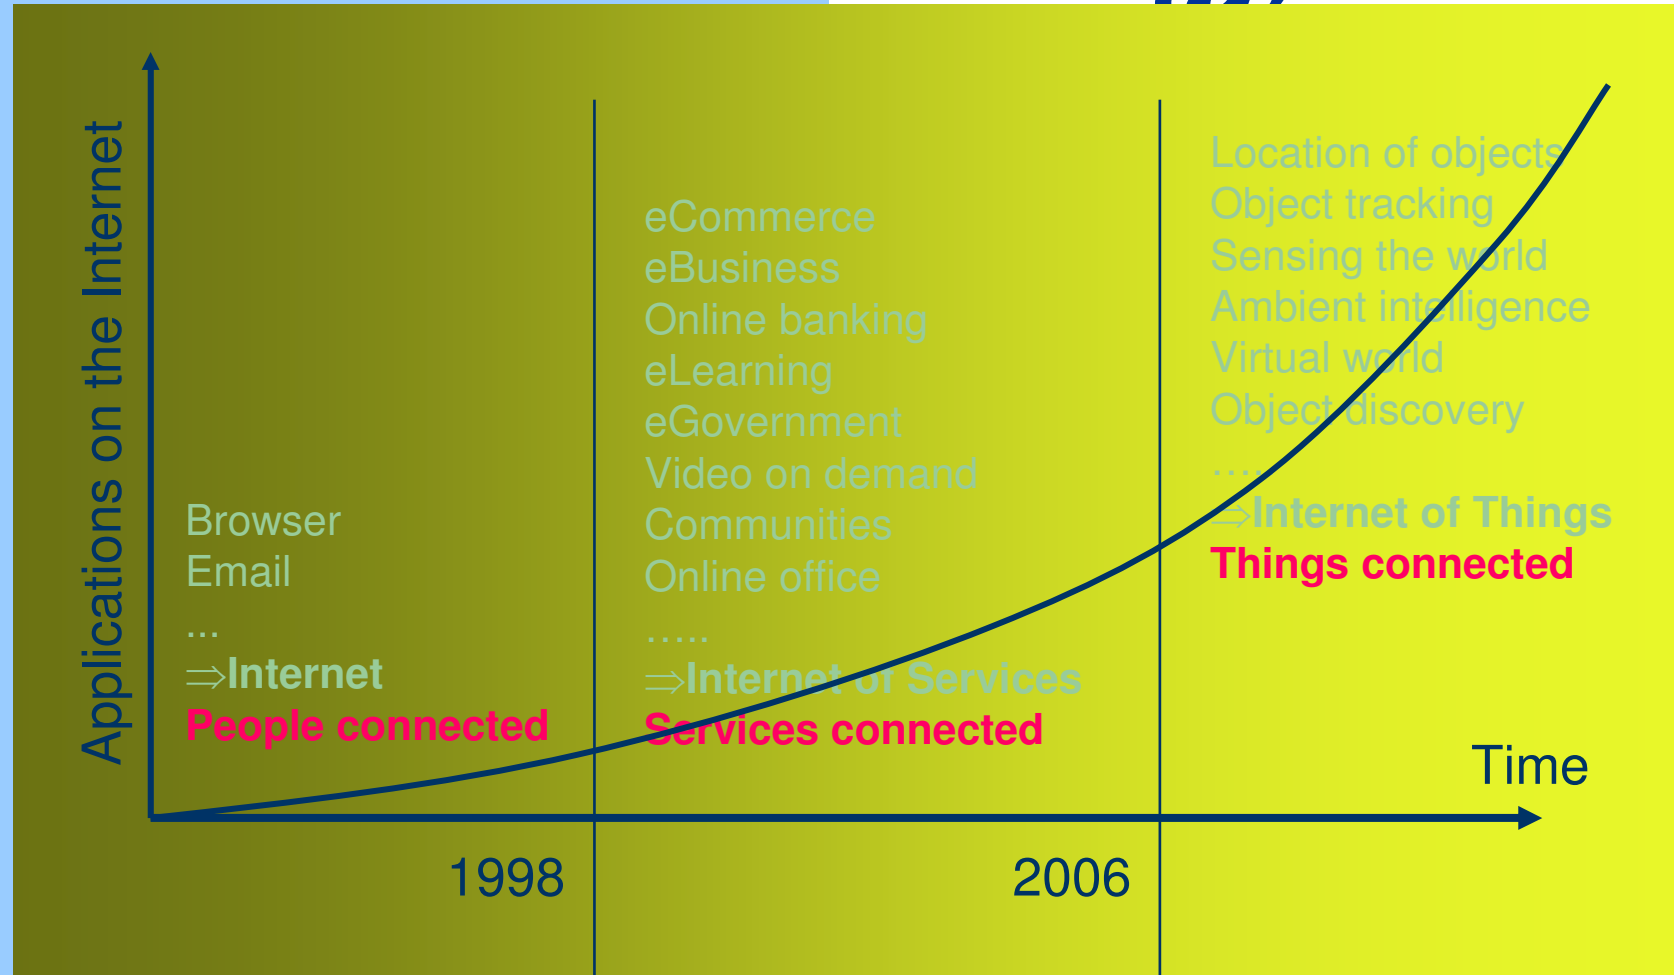 Applications on the Internet
Browser
Email
...
⇒Internet
People connected
eCommerce
eBusiness
Online banking
eLearning
eGovernment
Video on demand
Communities
Online office
.....
⇒Internet of Services
Services connected
Location of objects
Object tracking
Sensing the world
Ambient intelligence
Virtual world
Object discovery
.....
⇒Internet of Things
Things connected
Time
1998
2006